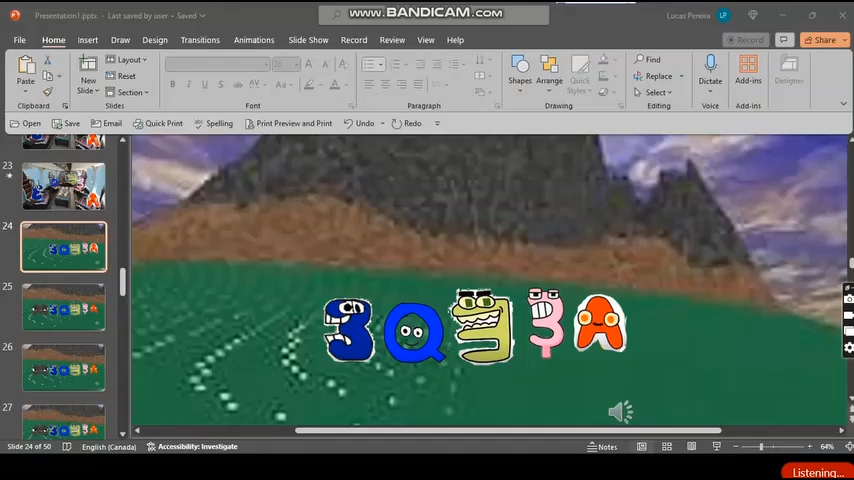 Presentation1.pptx • Last saved by user • Saved
WWW.BANDICAM.COM
Lucas Pereira
LP
File Home Insert Draw Design Transitions Animations Slide Show Record Review View Help
Record
Share
Paste
Clipboard
New Slide
Layout
Reset
Section
Slides
28
B I U S ab AV Aa
Font
Paragraph
Shapes
Arrange
Quick Styles
Drawing
Find
Replace
Select
Editing
Dictate
Voice
Add-ins
Add-ins
Designer
Open Save Email Quick Print Spelling Print Preview and Print Undo Redo
23
24
25
26
27
Slide 24 of 50 English (Canada) Accessibility: Investigate Notes 64%
Listening...